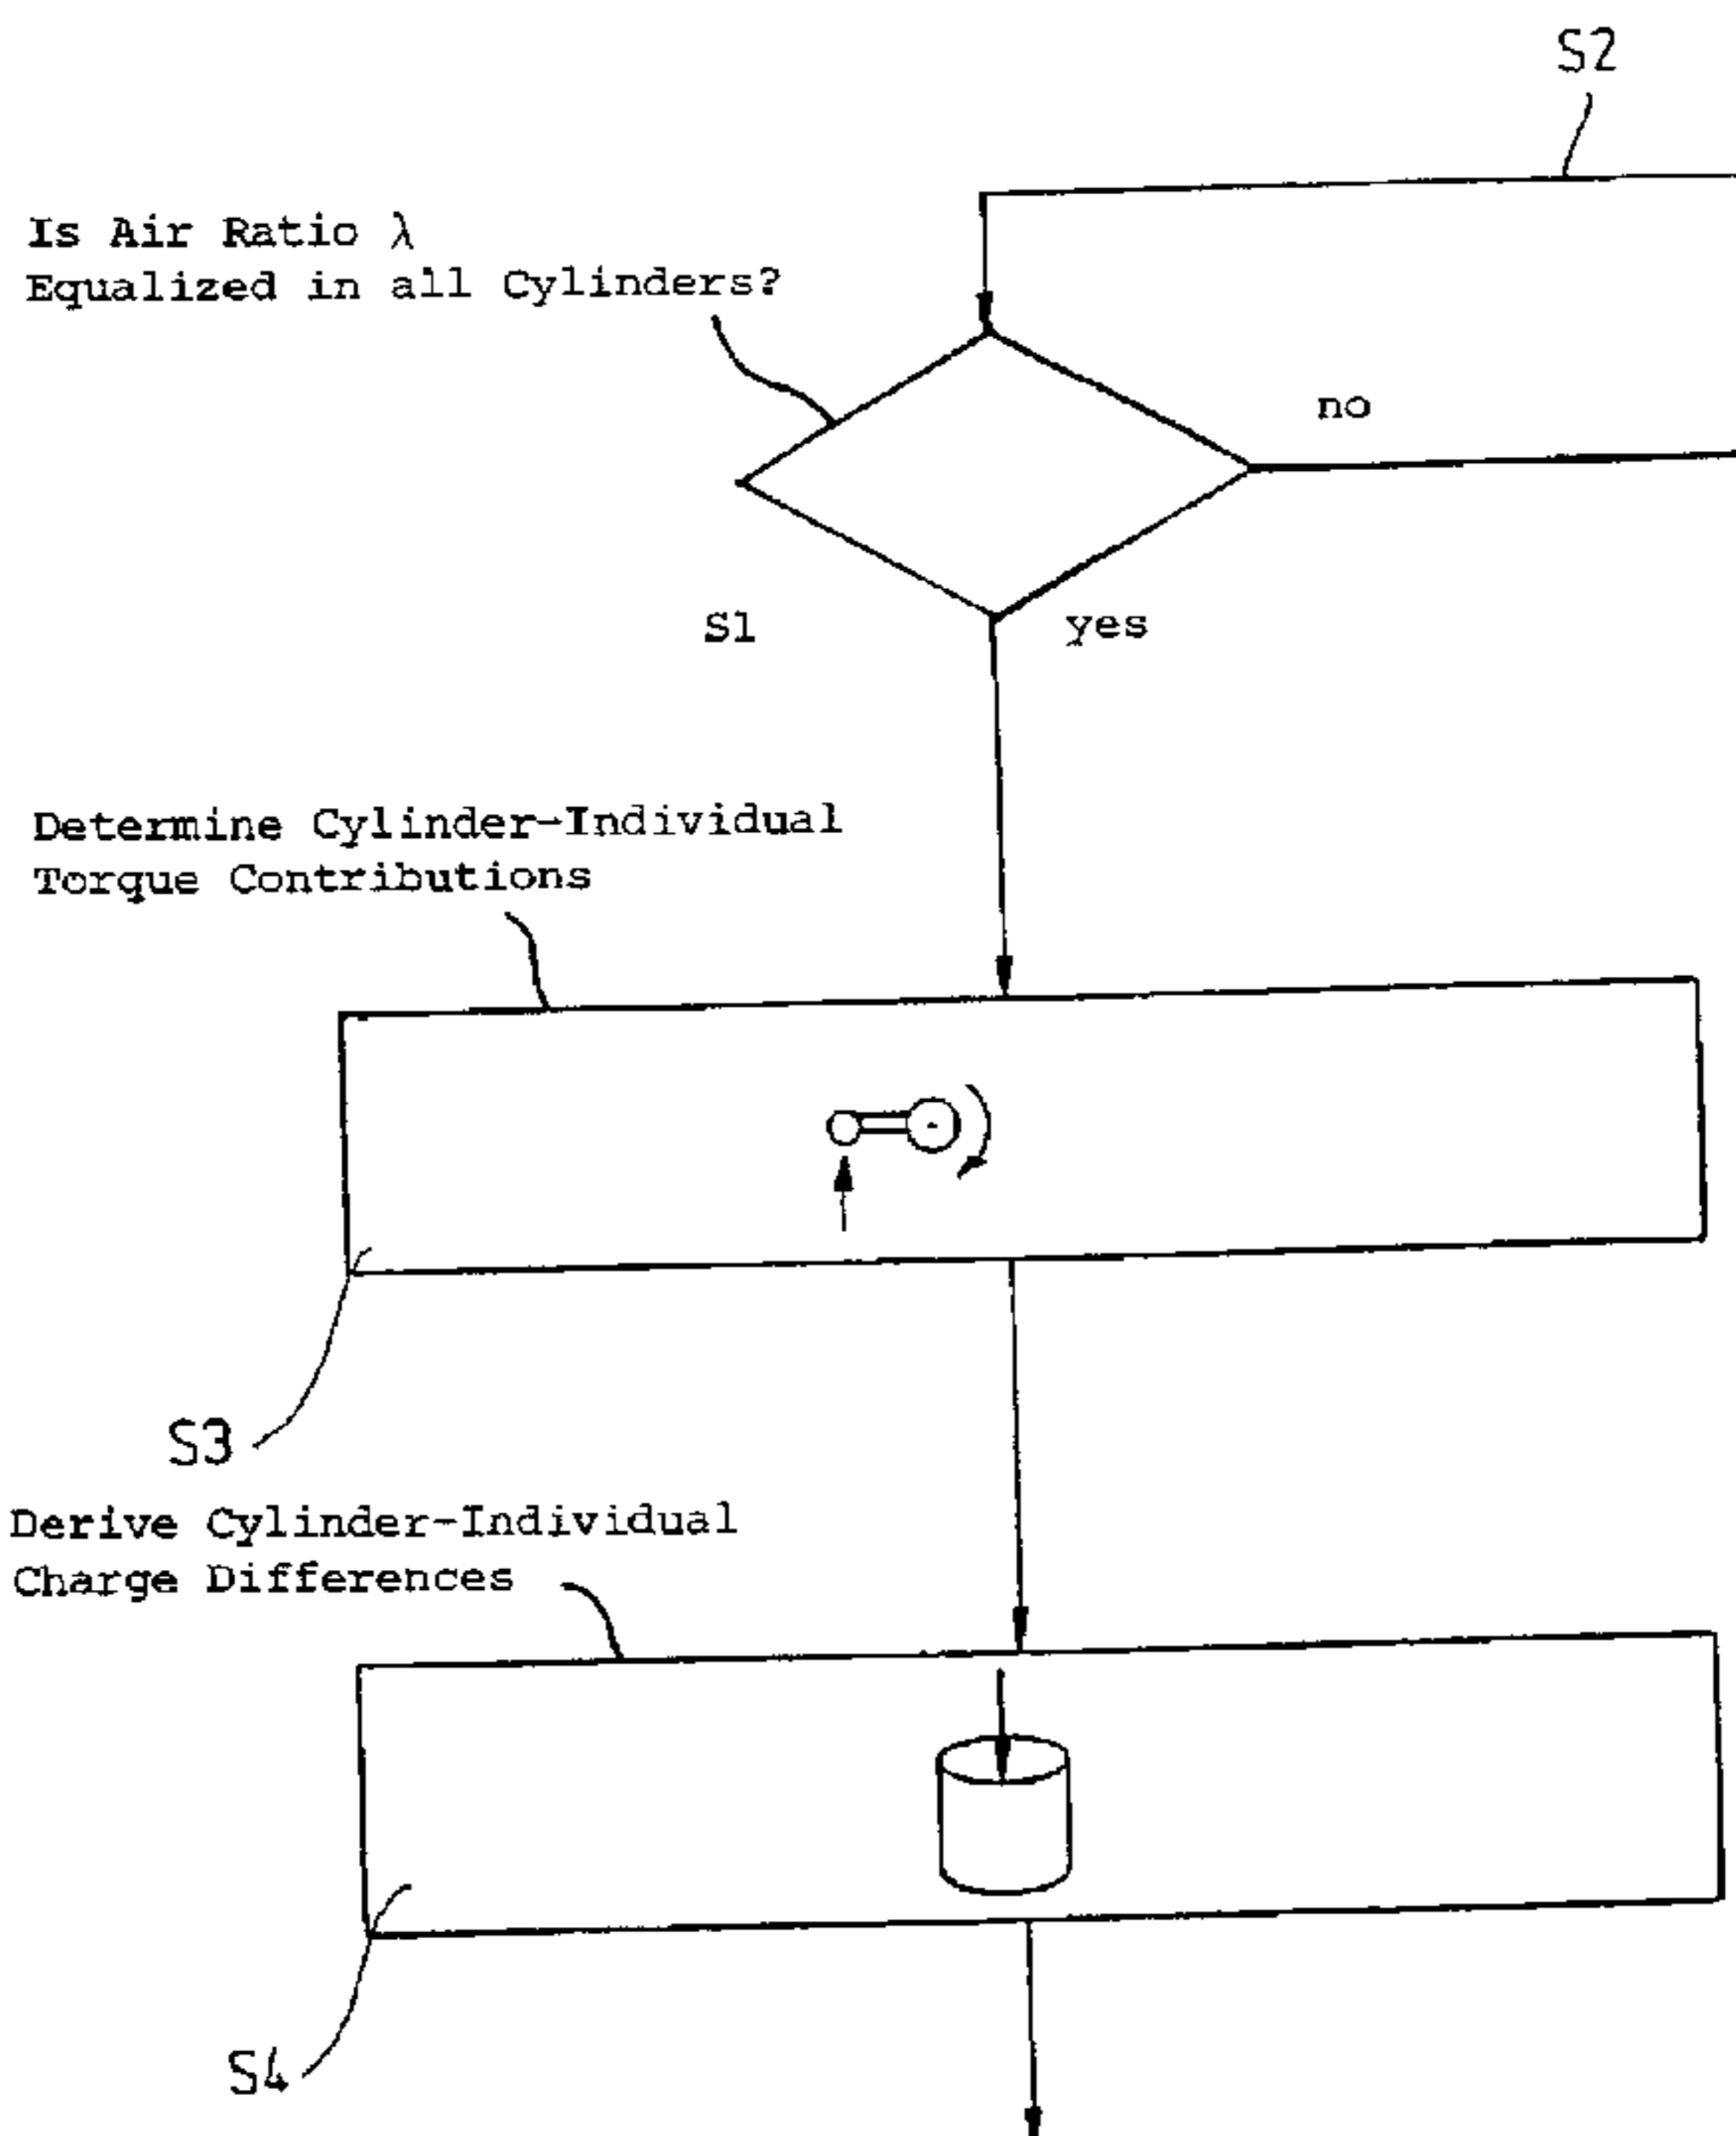 S2
Is Air Ratio λ
Equalized in all Cylinders?
no
S1
yes
Determine Cylinder-Individual
Torque Contributions
S3
Derive Cylinder-Individual
Charge Differences
S4